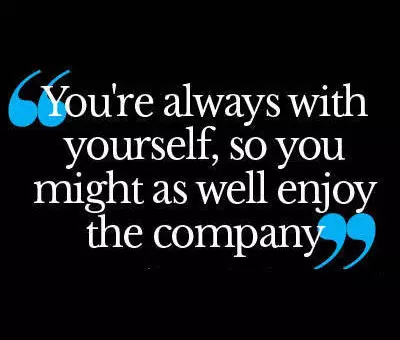 “You're always with
yourself, so you
might as well enjoy
the company”